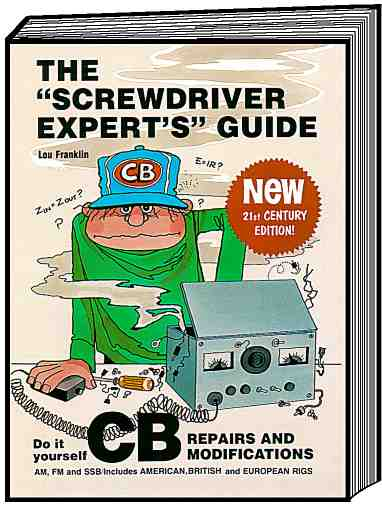 THE
"SCREWDRIVER
EXPERT'S" GUIDE
Lou Franklin
CB
E=IR?
ZIN=ZOUT?
?
?
NEW
21st CENTURY
EDITION!
Do it
yourself
CB
REPAIRS AND
MODIFICATIONS
AM, FM and SSB/Includes AMERICAN,BRITISH and EUROPEAN RIGS